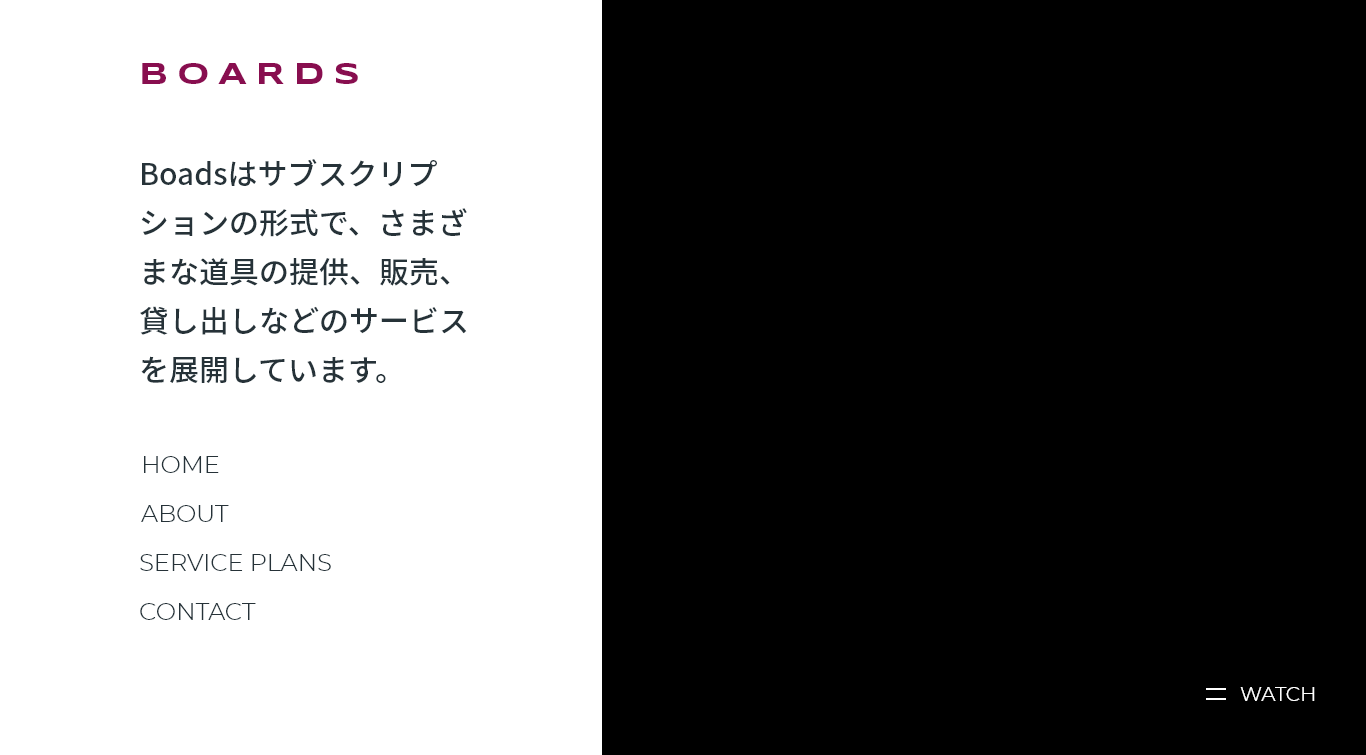 BOARDS
Boadsはサブスクリプ
ションの形式で、さまざ
まな道具の提供、販売、
貸し出しなどのサービス
を展開しています。
HOME
ABOUT
SERVICE PLANS
CONTACT
WATCH